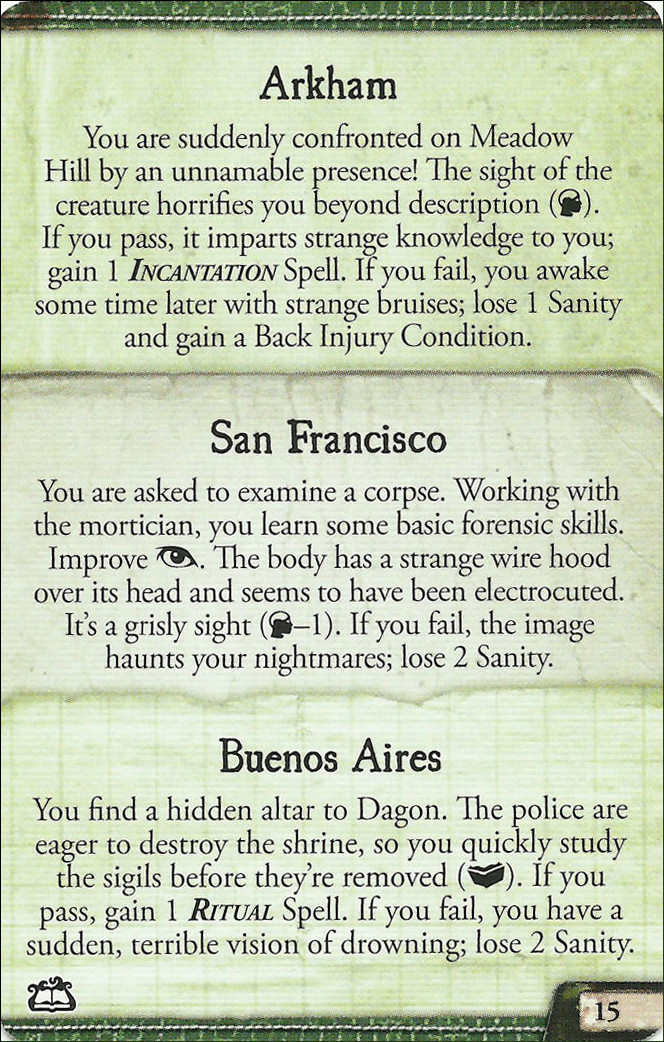 Arkham
You are suddenly confronted on Meadow
Hill by an unnamable presence! The sight of the
creature horrifies you beyond description ( ).
If you pass, it imparts strange knowledge to you;
gain 1 INCANTATION Spell. If you fail, you awake
some time later with strange bruises; lose 1 Sanity
and gain a Back Injury Condition.
San Francisco
You are asked to examine a corpse. Working with
the mortician, you learn some basic forensic skills.
Improve . The body has a strange wire hood
over its head and seems to have been electrocuted.
It's a grisly sight ( –1). If you fail, the image
haunts your nightmares; lose 2 Sanity.
Buenos Aires
You find a hidden altar to Dagon. The police are
eager to destroy the shrine, so you quickly study
the sigils before they're removed ( ). If you
pass, gain 1 RITUAL Spell. If you fail, you have a
sudden, terrible vision of drowning; lose 2 Sanity.
15